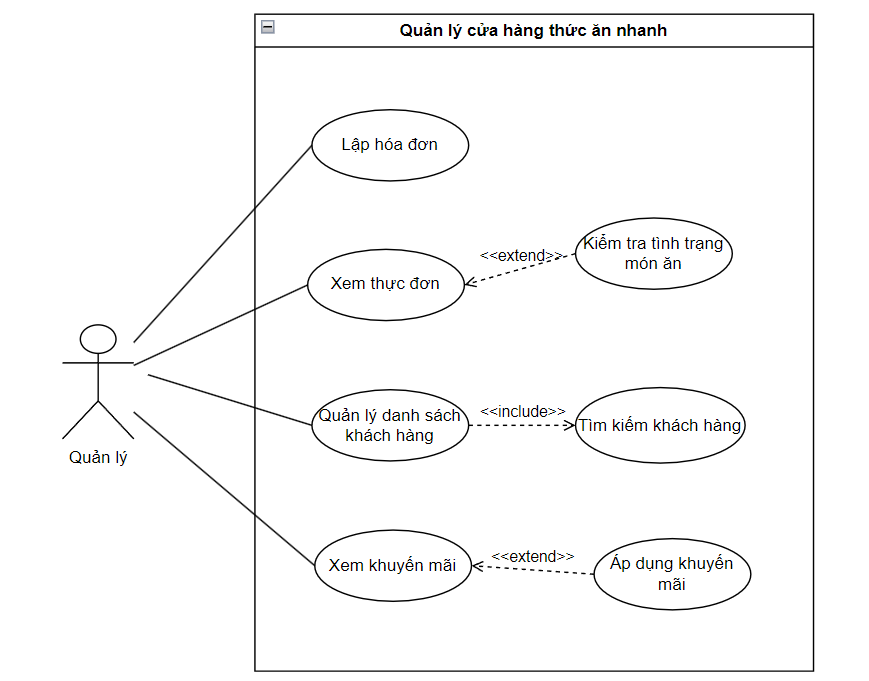 Quản lý cửa hàng thức ăn nhanh
Lập hóa đơn
Kiểm tra tình trạng
món ăn
<<extend>>
Xem thực đơn
Quản lý danh sách
khách hàng
<<include>>
Tìm kiếm khách hàng
Quản lý
Xem khuyến mãi
<<extend>>
Áp dụng khuyến
mãi